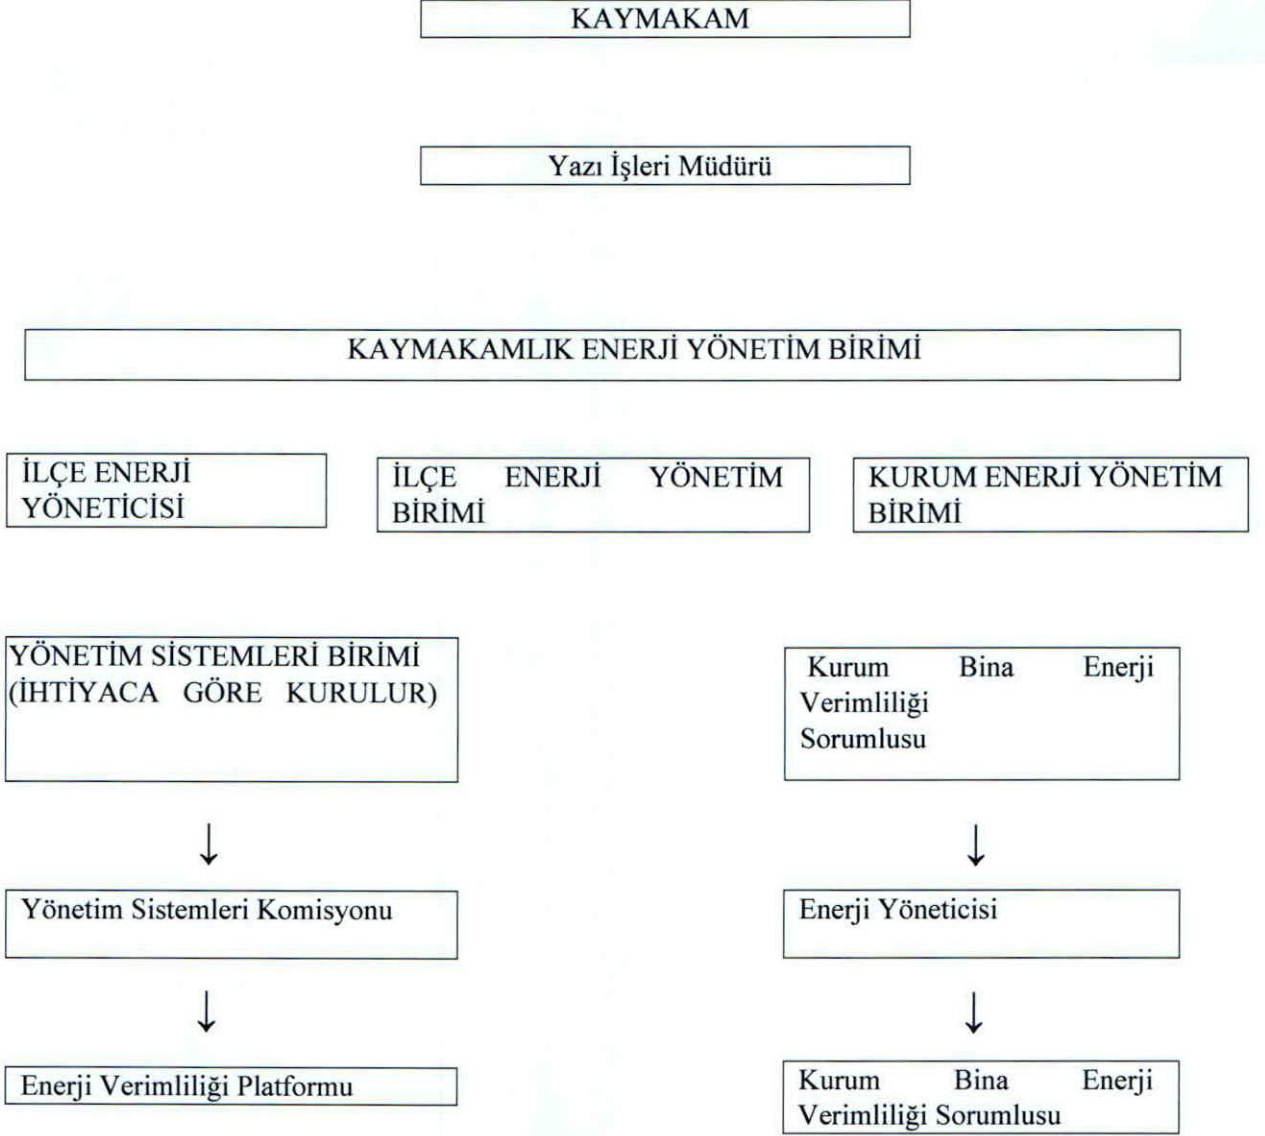 KAYMAKAM
Yazı İşleri Müdürü
KAYMAKAMLIK ENERJİ YÖNETİM BİRİMİ
İLÇE ENERJİ
YÖNETİCİSİ
İLÇE ENERJİ YÖNETİM
BİRİMİ
KURUM ENERJİ YÖNETİM
BİRİMİ
YÖNETİM SİSTEMLERİ BİRİMİ
(İHTİYACA GÖRE KURULUR)
Kurum Bina Enerji
Verimliliği
Sorumlusu
↓
↓
Yönetim Sistemleri Komisyonu
Enerji Yöneticisi
↓
↓
Enerji Verimliliği Platformu
Kurum Bina Enerji
Verimliliği Sorumlusu